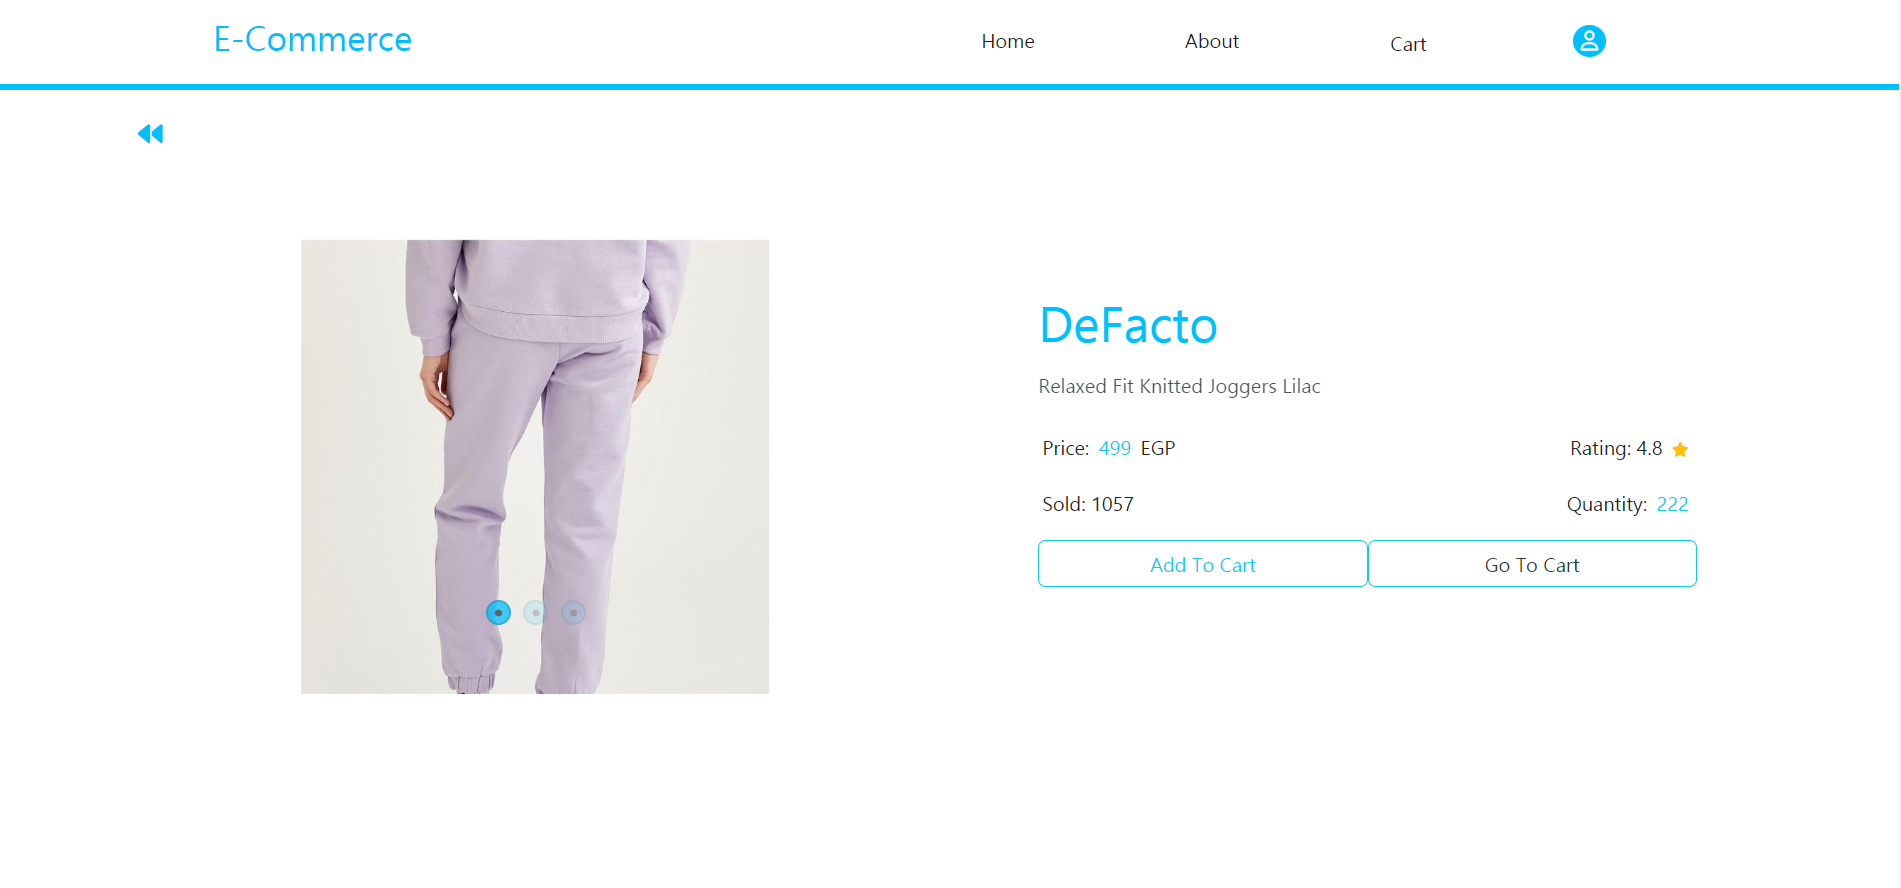 E-Commerce
Home
About
Cart
DeFacto
Relaxed Fit Knitted Joggers Lilac
Price: 499 EGP
Rating: 4.8
Sold: 1057
Quantity: 222
Add To Cart
Go To Cart